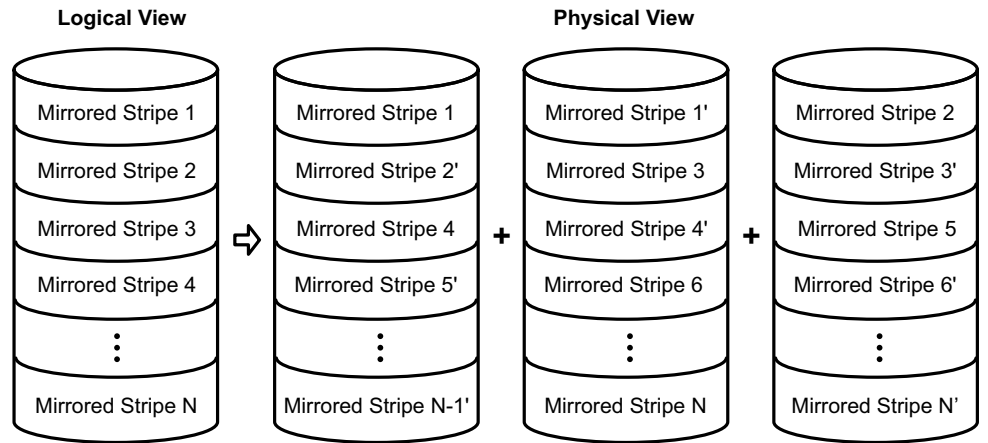 Logical View
Physical View
Mirrored Stripe 1
Mirrored Stripe 2
Mirrored Stripe 3
Mirrored Stripe 4
Mirrored Stripe N
Mirrored Stripe 1
Mirrored Stripe 2'
Mirrored Stripe 4
Mirrored Stripe 5'
Mirrored Stripe N-1'
+
Mirrored Stripe 1'
Mirrored Stripe 3
Mirrored Stripe 4'
Mirrored Stripe 6
Mirrored Stripe N
+
Mirrored Stripe 2
Mirrored Stripe 3'
Mirrored Stripe 5
Mirrored Stripe 6'
Mirrored Stripe N’